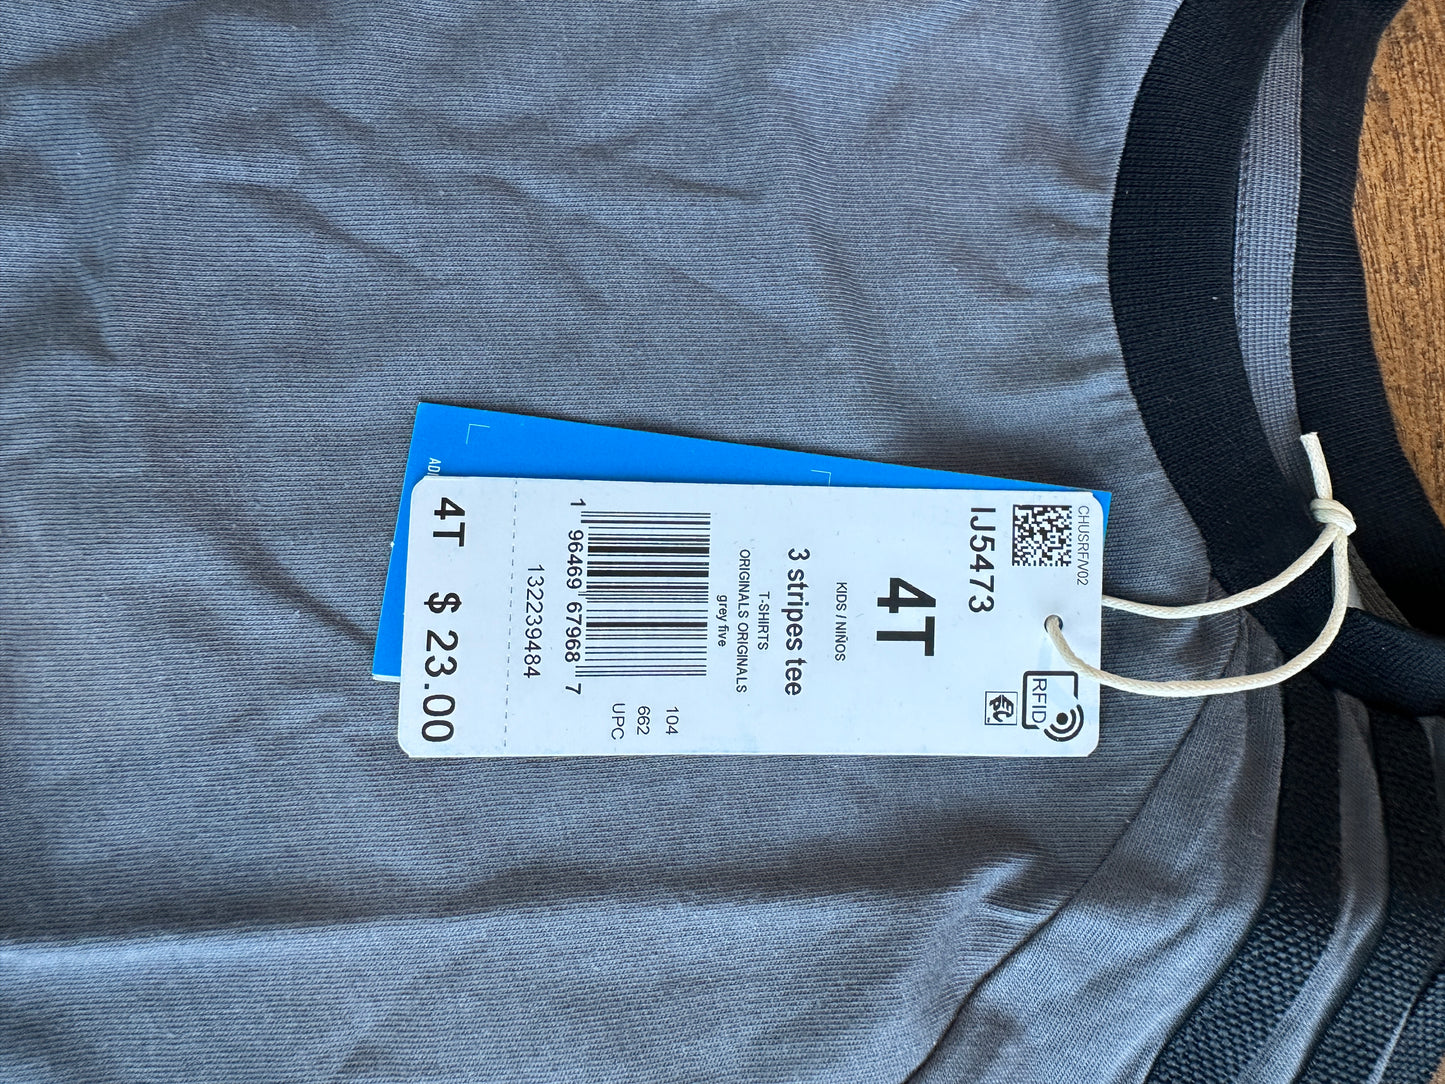 CHUSRF/V02
IJ5473
RFID
EPC
4T
KIDS / NIÑOS
3 stripes tee
T-SHIRTS
ORIGINALS ORIGINALS
grey five
104
662
UPC
1 96469 67968 7
132239484
4T $ 23.00